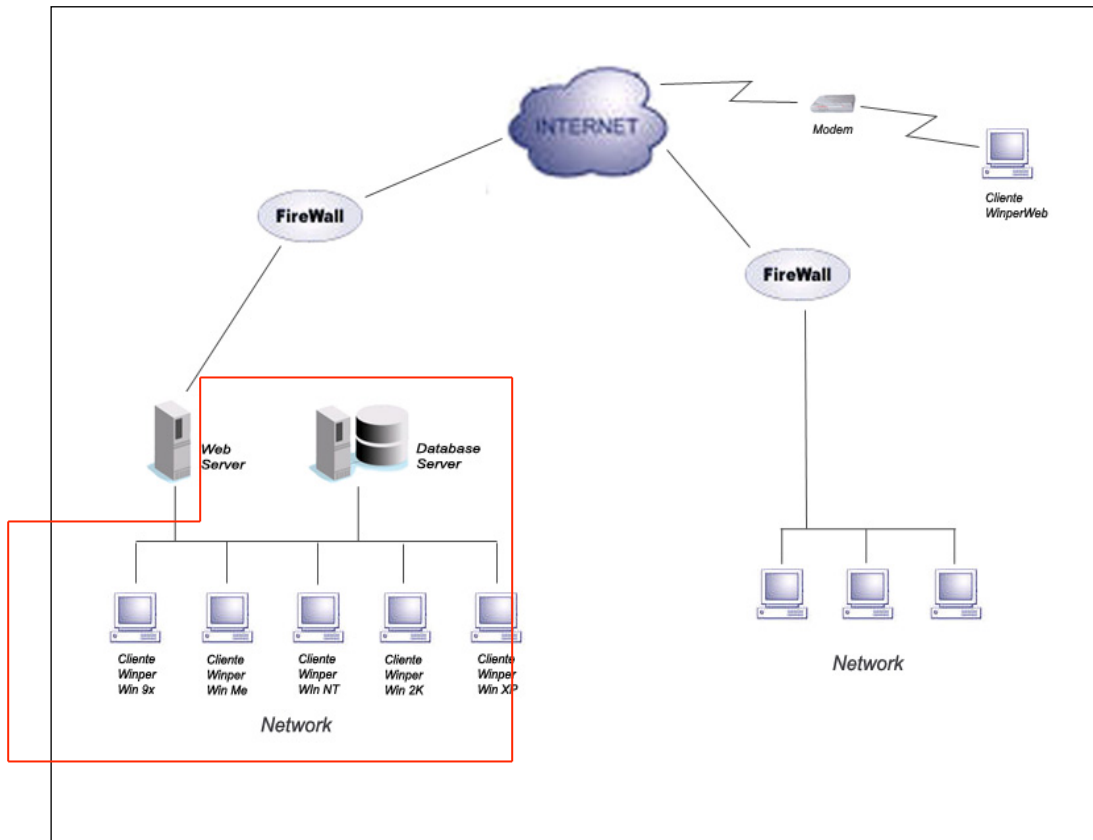 INTERNET
Modem
Cliente
WinperWeb
FireWall
FireWall
Web
Server
Database
Server
Cliente
Winper
Win 9x
Cliente
Winper
Win Me
Cliente
Winper
WIn NT
Cliente
Winper
Win 2K
Cliente
Winper
Win XP
Network
Network